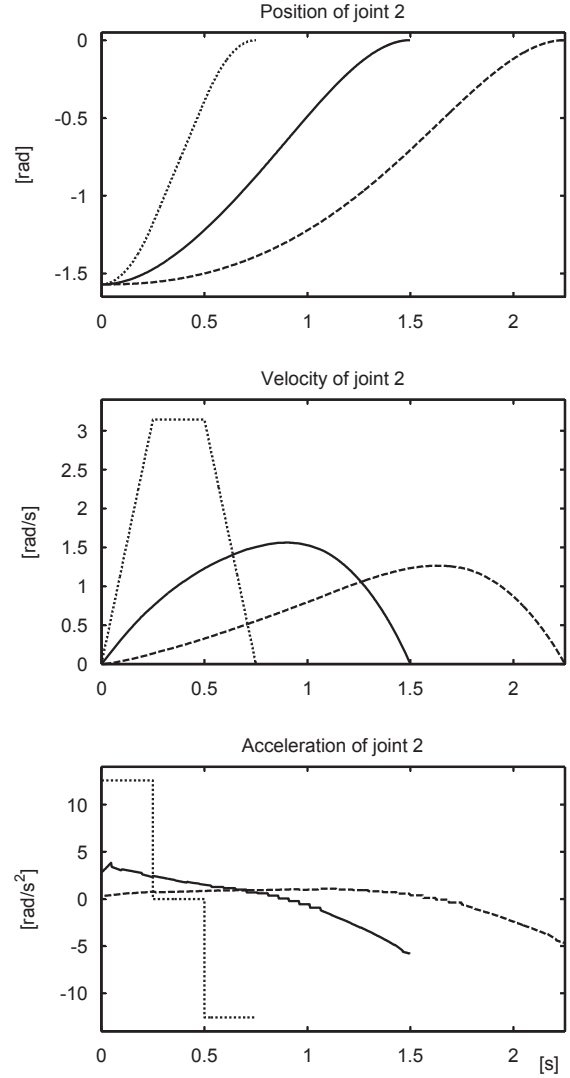 Position of joint 2
0
-0.5
-1
-1.5
[rad]
0 0.5 1 1.5 2
Velocity of joint 2
3
2.5
2
1.5
1
0.5
0
[rad/s]
0 0.5 1 1.5 2
Acceleration of joint 2
10
5
0
-5
-10
[rad/s²]
0 0.5 1 1.5 2 [s]